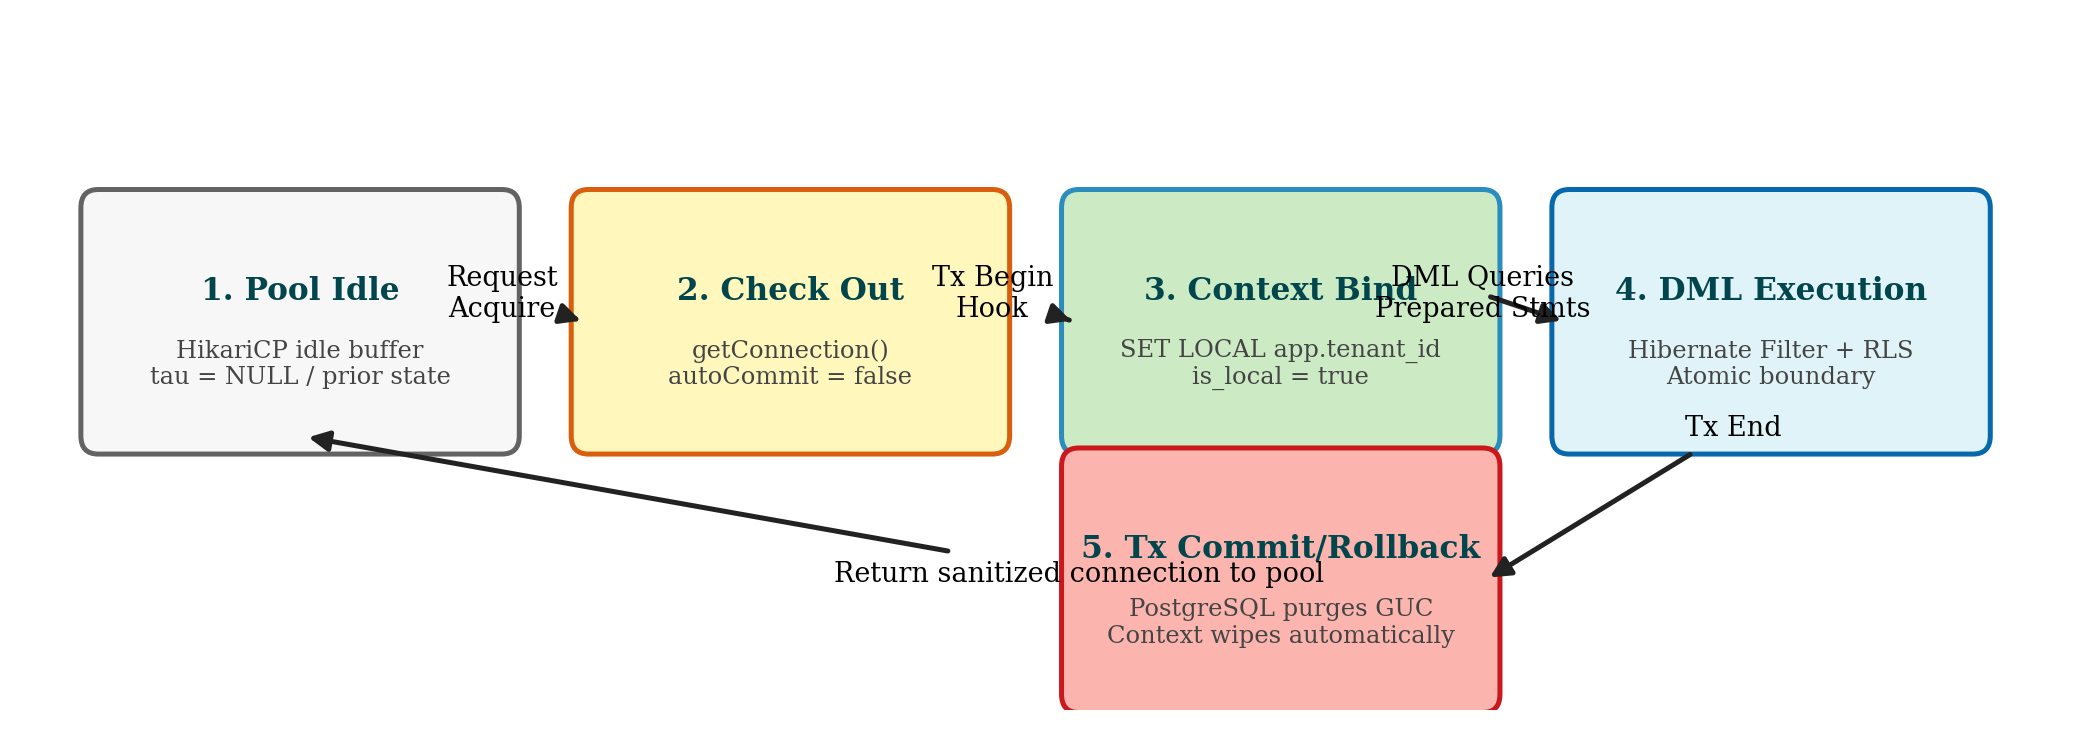 1. Pool Idle
HikariCP idle buffer
tau = NULL / prior state
Request
Acquire
2. Check Out
getConnection()
autoCommit = false
Tx Begin
Hook
3. Context Bind
SET LOCAL app.tenant_id
is_local = true
DML Queries
Prepared Stmts
4. DML Execution
Hibernate Filter + RLS
Atomic boundary
Tx End
5. Tx Commit/Rollback
PostgreSQL purges GUC
Context wipes automatically
Return sanitized connection to pool